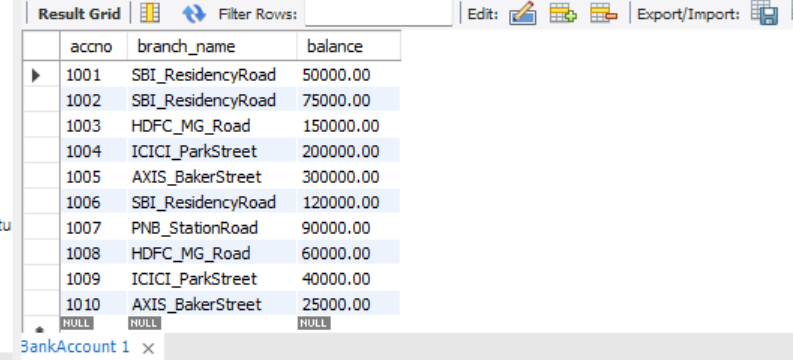 Result Grid Filter Rows: Edit: Export/Import:
accno branch_name balance
1001 SBI_ResidencyRoad 50000.00
1002 SBI_ResidencyRoad 75000.00
1003 HDFC_MG_Road 150000.00
1004 ICICI_ParkStreet 200000.00
1005 AXIS_BakerStreet 300000.00
1006 SBI_ResidencyRoad 120000.00
tu
1007 PNB_StationRoad 90000.00
1008 HDFC_MG_Road 60000.00
1009 ICICI_ParkStreet 40000.00
1010 AXIS_BakerStreet 25000.00
NULL NULL NULL
BankAccount 1